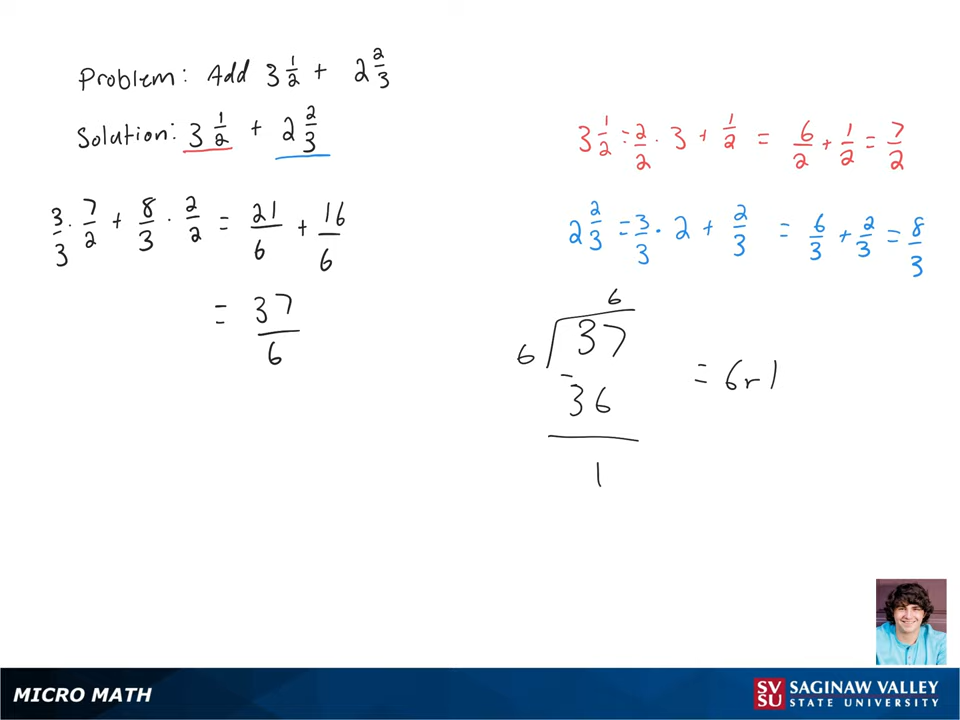 Problem: Add 3 1/2 + 2 2/3
Solution: 3 1/2 + 2 2/3
3/3 · 7/2 + 8/3 · 2/2 = 21/6 + 16/6
= 37/6
3 1/2 = 2/2 · 3 + 1/2 = 6/2 + 1/2 = 7/2
2 2/3 = 3/3 · 2 + 2/3 = 6/3 + 2/3 = 8/3
6
6 37
- 36
1
= 6r1
MICRO MATH
SV SU
SAGINAW VALLEY
STATE UNIVERSITY